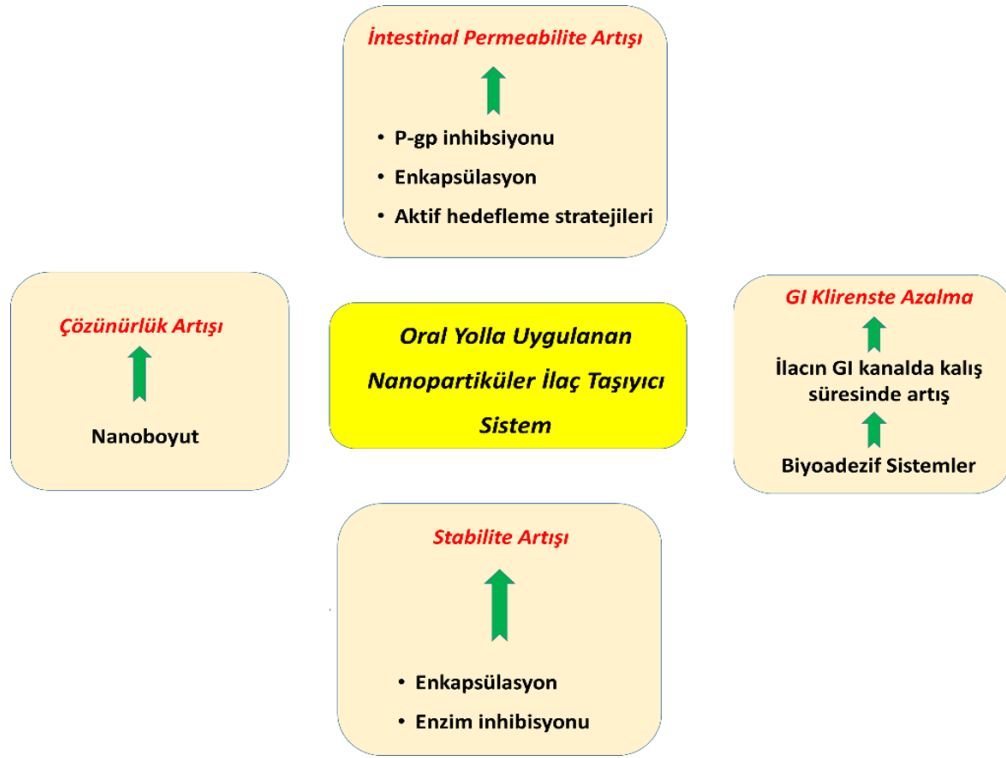 İntestinal Permeabilite Artışı
• P-gp inhibsiyonu
• Enkapsülasyon
• Aktif hedefleme stratejileri
Çözünürlük Artışı
Nanoboyut
Oral Yolla Uygulanan
Nanopartiküler İlaç Taşıyıcı
Sistem
GI Klirenste Azalma
İlacın GI kanalda kalış
süresinde artış
Biyoadezif Sistemler
Stabilite Artışı
• Enkapsülasyon
• Enzim inhibisyonu